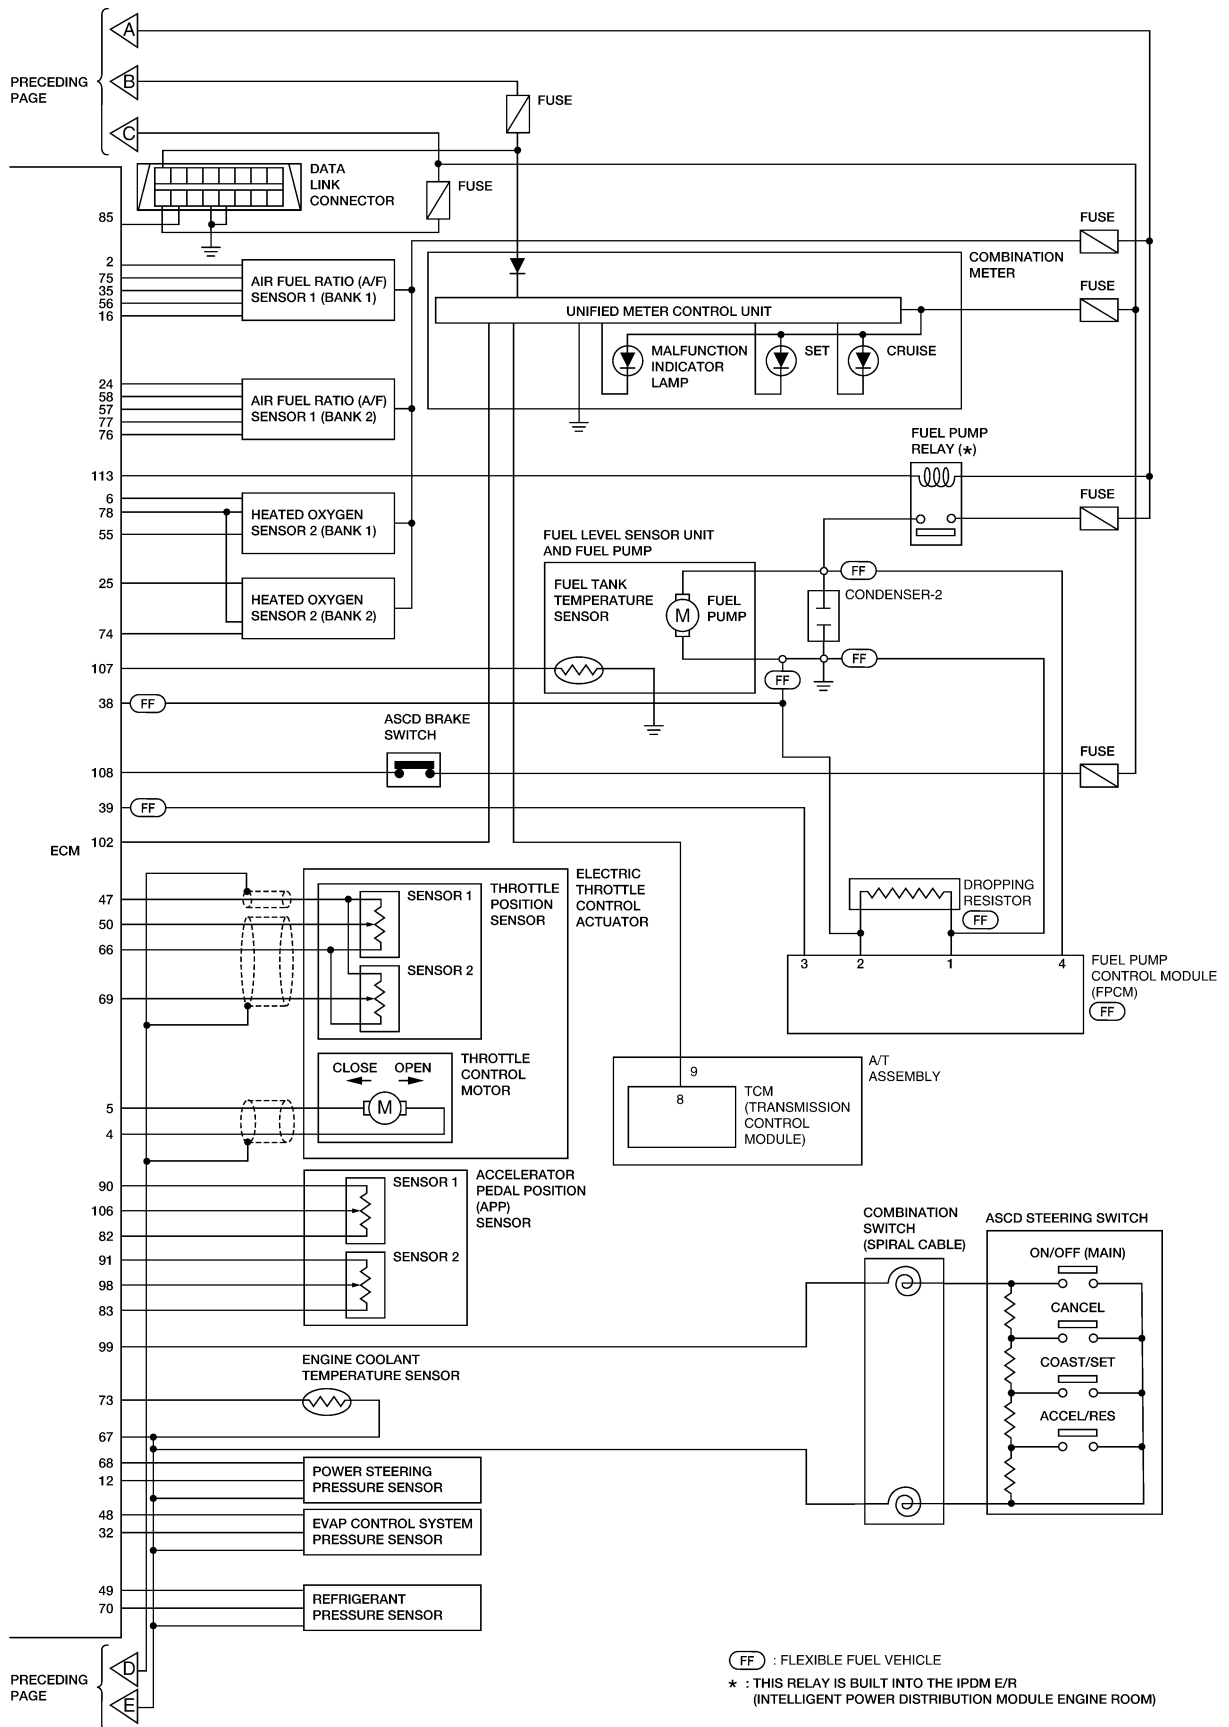 A
PRECEDING
PAGE
B
FUSE
C
DATA
LINK
CONNECTOR
FUSE
85
FUSE
2
75
35
56
16
AIR FUEL RATIO (A/F)
SENSOR 1 (BANK 1)
COMBINATION
METER
FUSE
UNIFIED METER CONTROL UNIT
MALFUNCTION
INDICATOR
LAMP
SET
CRUISE
24
58
57
77
76
AIR FUEL RATIO (A/F)
SENSOR 1 (BANK 2)
FUEL PUMP
RELAY (*)
113
6
78
55
HEATED OXYGEN
SENSOR 2 (BANK 1)
FUSE
FUEL LEVEL SENSOR UNIT
AND FUEL PUMP
25
74
HEATED OXYGEN
SENSOR 2 (BANK 2)
FUEL TANK
TEMPERATURE
SENSOR
M
FUEL
PUMP
FF
CONDENSER-2
107
FF
FF
38
FF
ASCD BRAKE
SWITCH
108
FUSE
39
FF
102
ECM
47
50
66
69
SENSOR 1
SENSOR 2
THROTTLE
POSITION
SENSOR
ELECTRIC
THROTTLE
CONTROL
ACTUATOR
DROPPING
RESISTOR
FF
3
2
1
4
FUEL PUMP
CONTROL MODULE
(FPCM)
FF
CLOSE
OPEN
M
THROTTLE
CONTROL
MOTOR
5
4
A/T
ASSEMBLY
9
8
TCM
(TRANSMISSION
CONTROL
MODULE)
90
106
82
91
98
83
SENSOR 1
SENSOR 2
ACCELERATOR
PEDAL POSITION
(APP)
SENSOR
COMBINATION
SWITCH
(SPIRAL CABLE)
ASCD STEERING SWITCH
ON/OFF (MAIN)
CANCEL
COAST/SET
ACCEL/RES
99
ENGINE COOLANT
TEMPERATURE SENSOR
73
67
68
12
POWER STEERING
PRESSURE SENSOR
48
32
EVAP CONTROL SYSTEM
PRESSURE SENSOR
49
70
REFRIGERANT
PRESSURE SENSOR
D
PRECEDING
PAGE
E
FF : FLEXIBLE FUEL VEHICLE
* : THIS RELAY IS BUILT INTO THE IPDM E/R
(INTELLIGENT POWER DISTRIBUTION MODULE ENGINE ROOM)